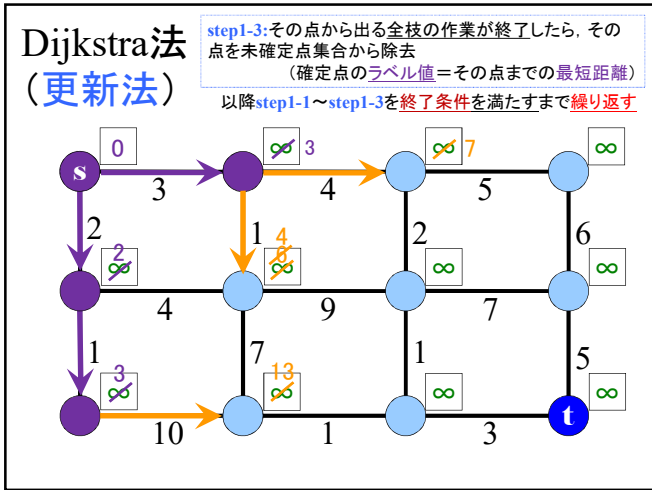 Dijkstra法
(更新法)
step1-3:その点から出る全枝の作業が終了したら, その
点を未確定点集合から除去
(確定点のラベル値=その点までの最短距離)
以降step1-1~step1-3を終了条件を満たすまで繰り返す
0 ∞ 3 ∞ 7 ∞
s 3 4 5
2 1 2 6
2 ∞ 4 6 ∞ ∞ ∞
4 9 7
1 7 1 5
3 ∞ 13 ∞ ∞ ∞
10 1 3 t